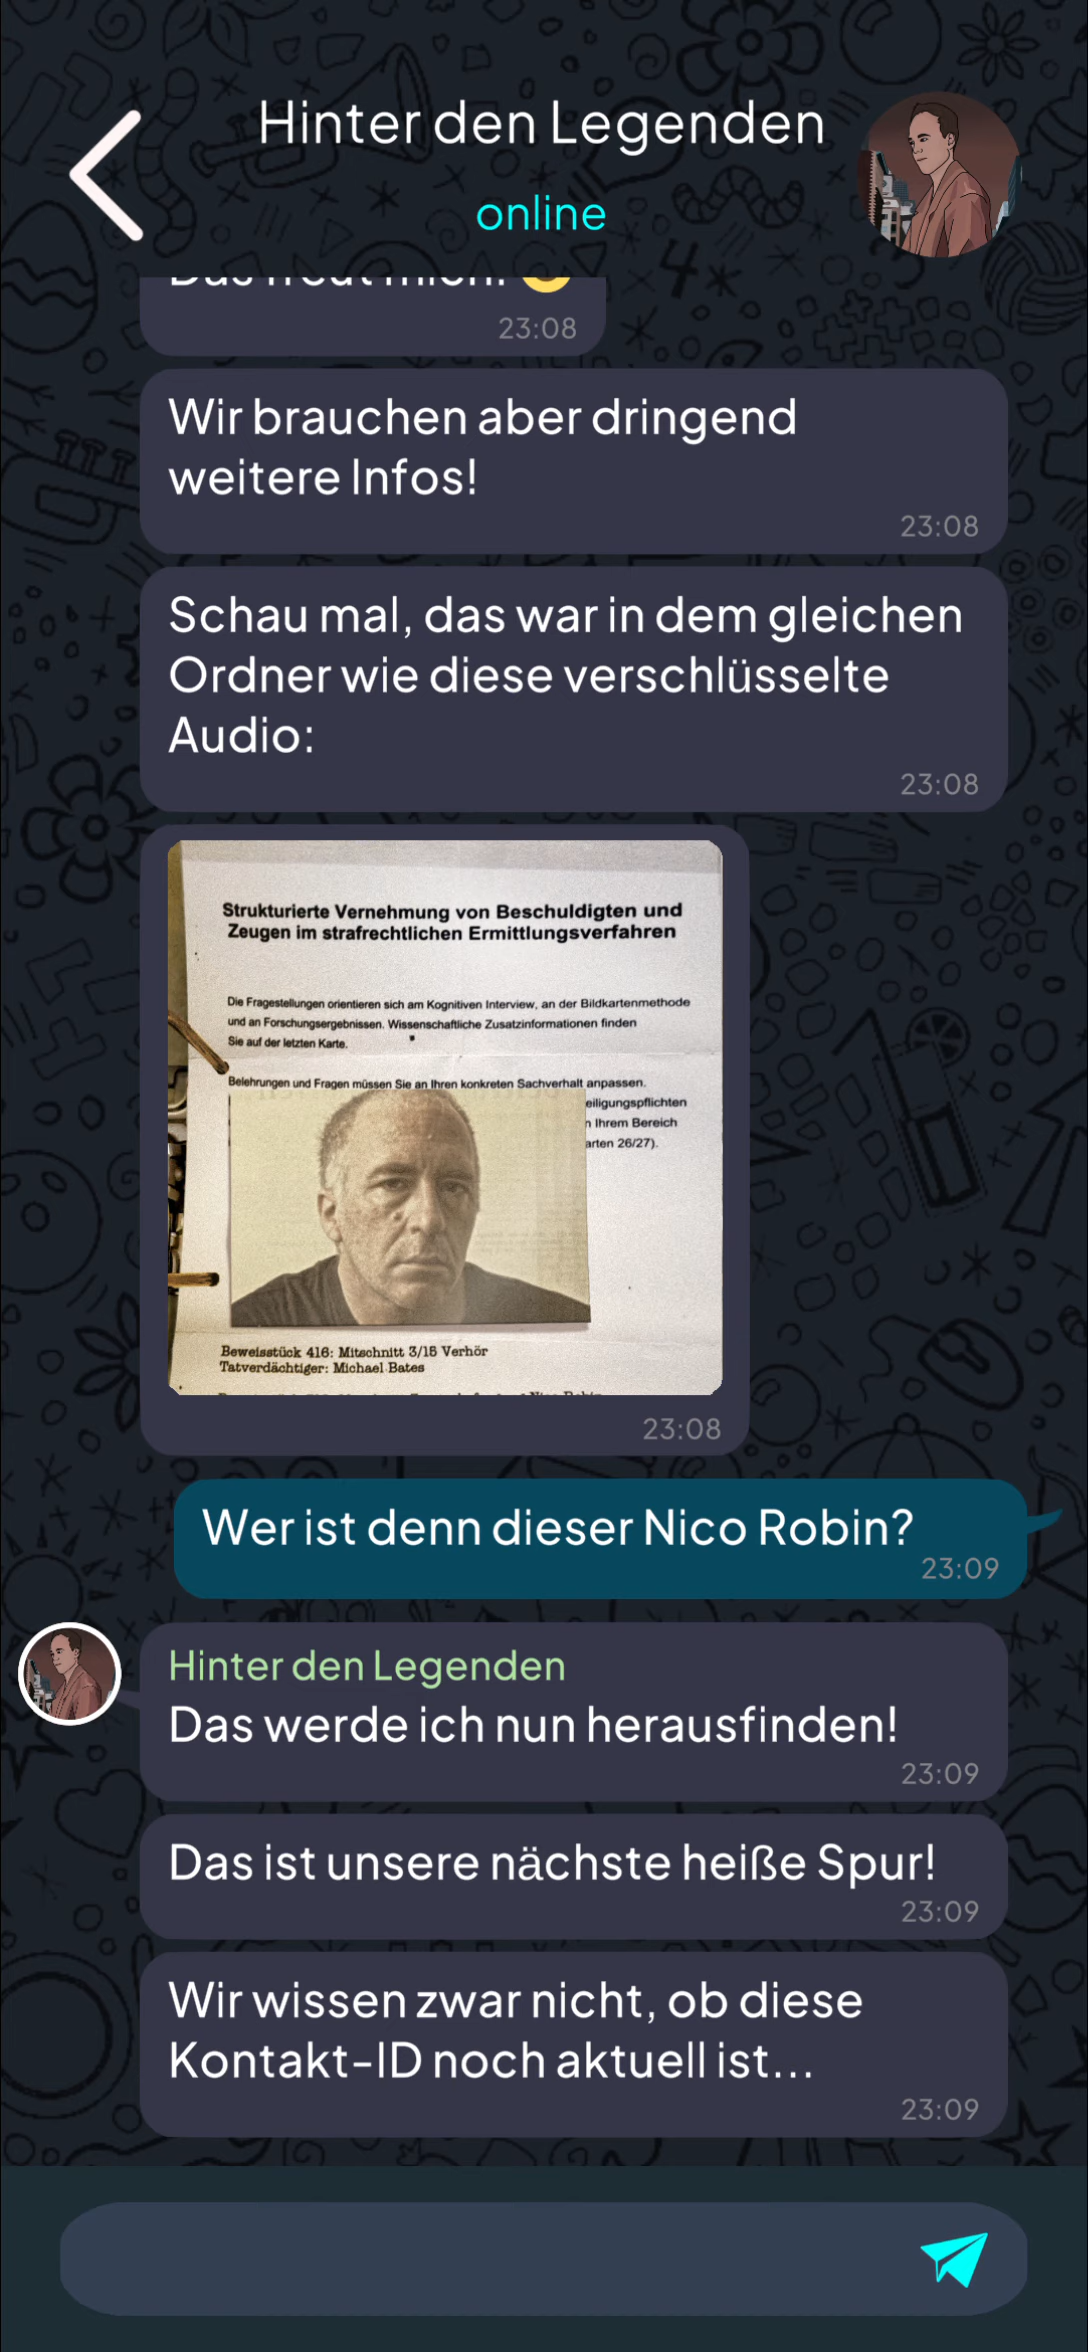 Hinter den Legenden
online
Das freut mich!
23:08
Wir brauchen aber dringend
weitere Infos!
23:08
Schau mal, das war in dem gleichen
Ordner wie diese verschlüsselte
Audio:
23:08
Strukturierte Vernehmung von Beschuldigten und
Zeugen im strafrechtlichen Ermittlungsverfahren
Die Fragestellungen orientieren sich am Kognitiven Interview, an der Bildkartenmethode
und an Forschungsergebnissen. Wissenschaftliche Zusatzinformationen finden
Sie auf der letzten Karte.
Belehrungen und Fragen müssen Sie an Ihren konkreten Sachverhalt anpassen.
eiligungspflichten
n Ihrem Bereich
arten 26/27).
Beweisstück 416: Mitschnitt 3/15 Verhör
Tatverdächtiger: Michael Bates
Nico Robin
23:08
Wer ist denn dieser Nico Robin?
23:09
Hinter den Legenden
Das werde ich nun herausfinden!
23:09
Das ist unsere nächste heiße Spur!
23:09
Wir wissen zwar nicht, ob diese
Kontakt-ID noch aktuell ist...
23:09